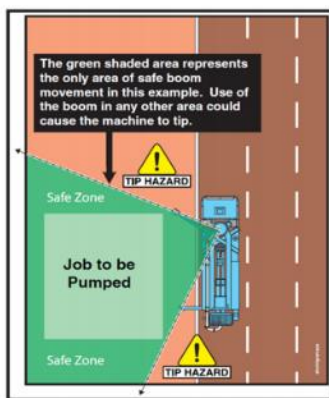 The green shaded area represents
the only area of safe boom
movement in this example. Use of
the boom in any other area could
cause the machine to tip.
TIP HAZARD
Safe Zone
Job to be
Pumped
Safe Zone
TIP HAZARD